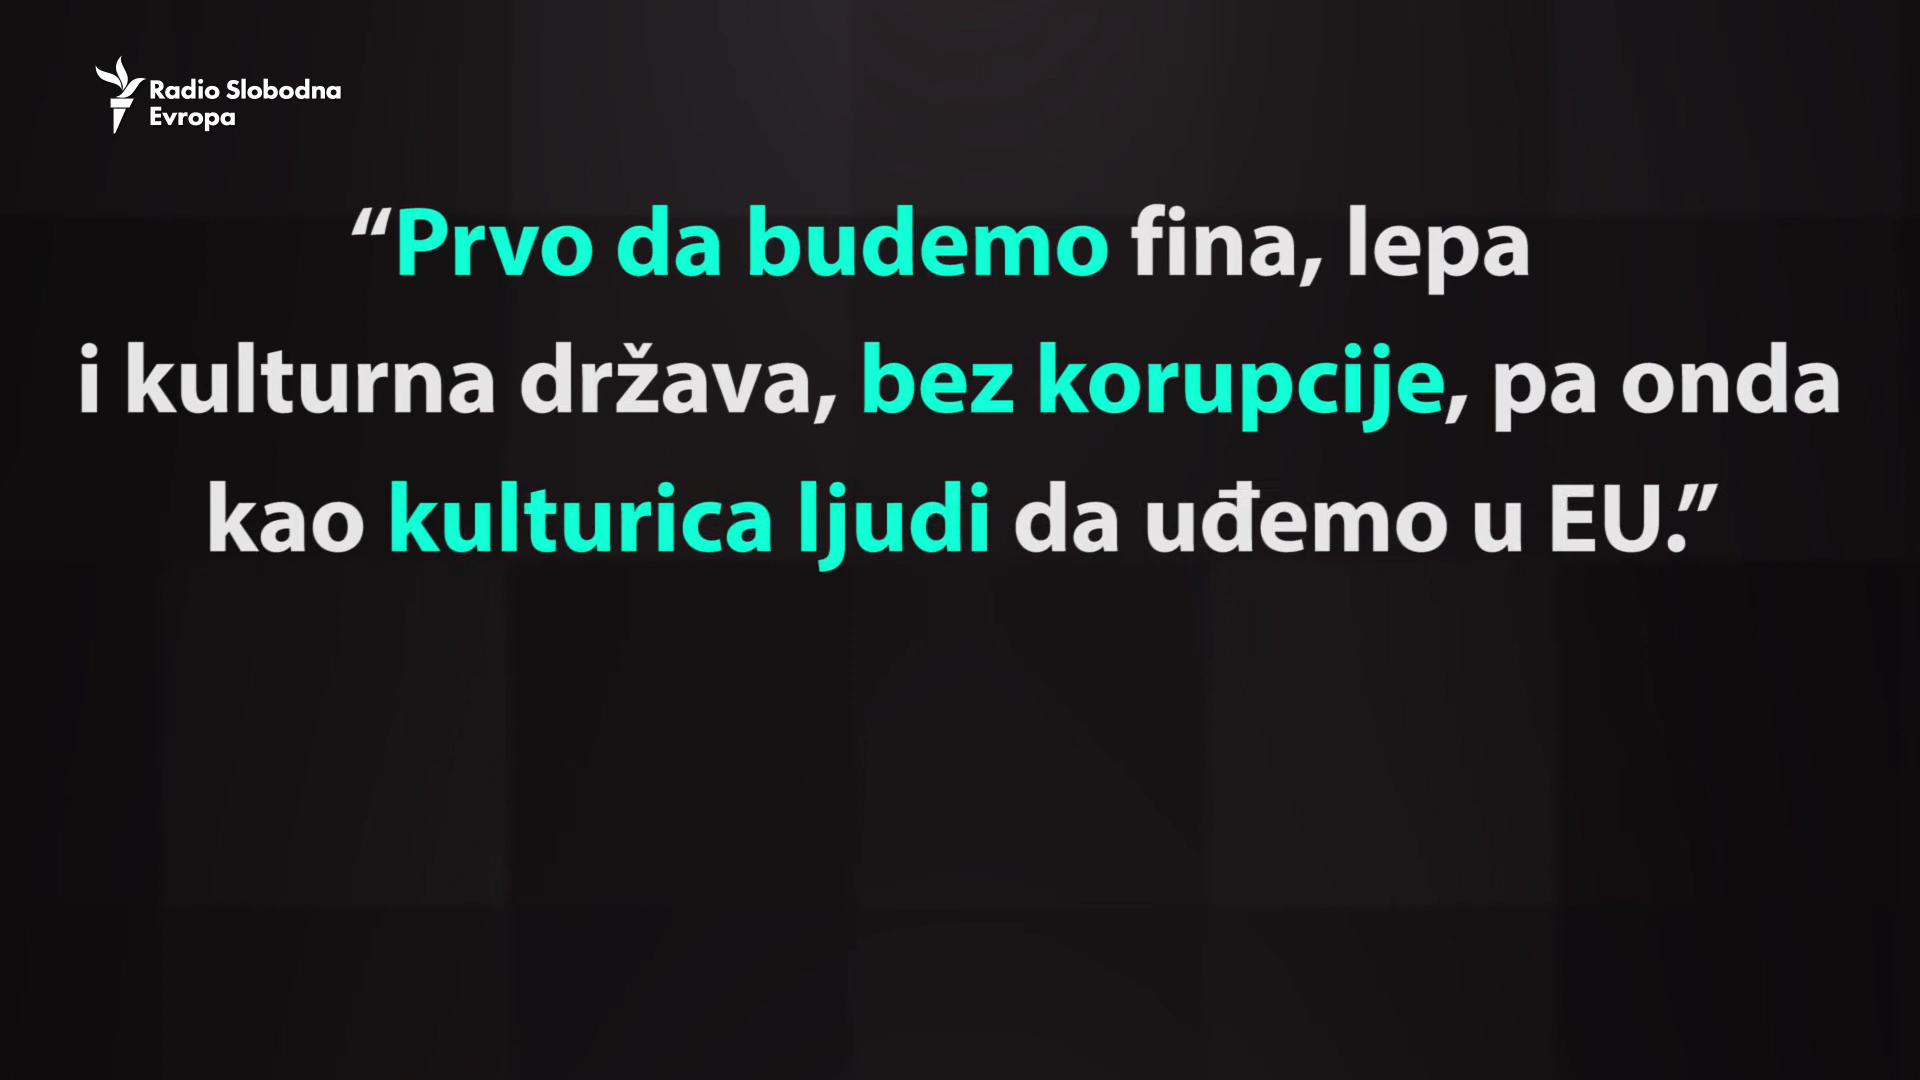 Radio Slobodna
Evropa
“Prvo da budemo fina, lepa
i kulturna država, bez korupcije, pa onda
kao kulturica ljudi da uđemo u EU.”